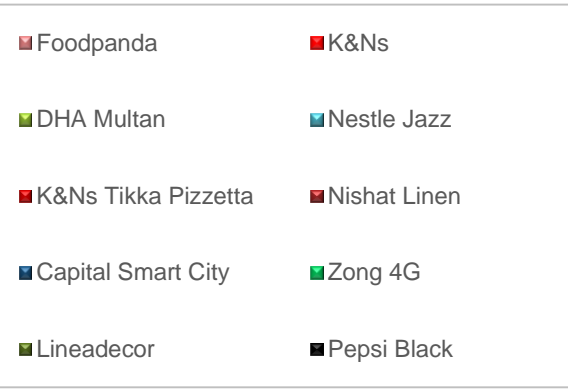 Foodpanda K&Ns
DHA Multan Nestle Jazz
K&Ns Tikka Pizzetta Nishat Linen
Capital Smart City Zong 4G
Lineadecor Pepsi Black